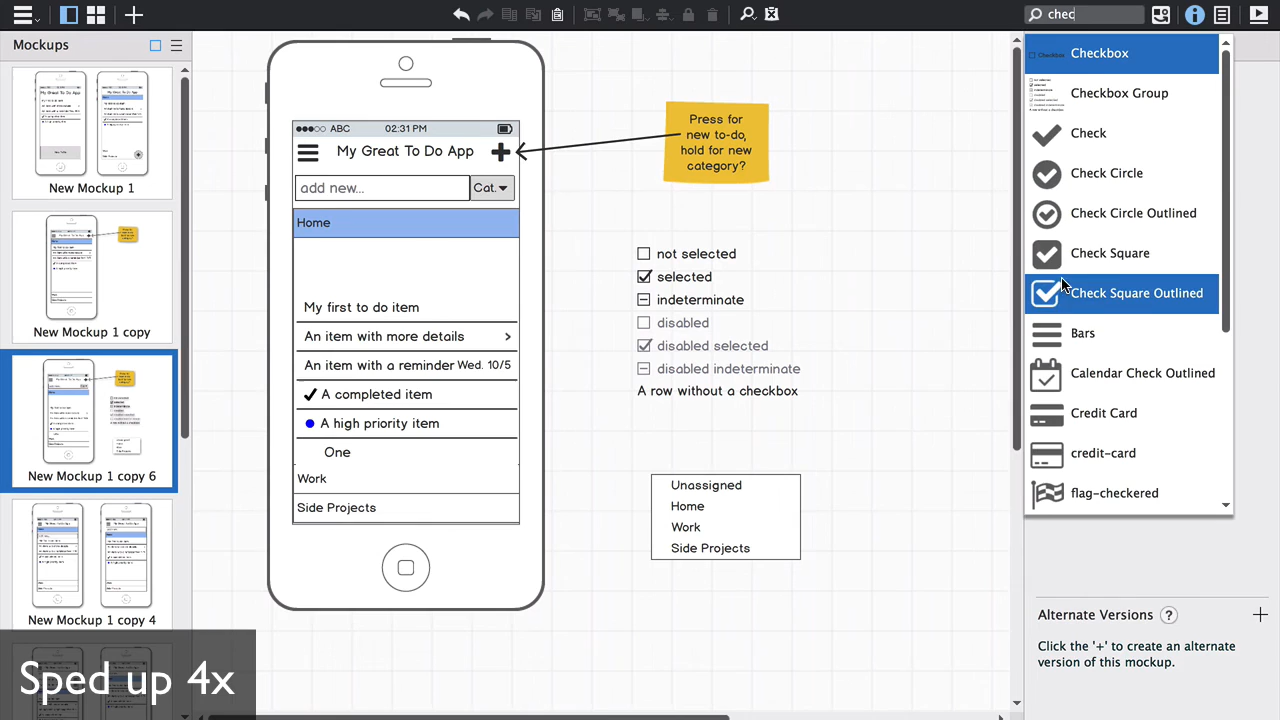 chec
Mockups
New Mockup 1
New Mockup 1 copy
New Mockup 1 copy 6
New Mockup 1 copy 4
Sped up 4x
ABC 02:31 PM
My Great To Do App
add new... Cat.
Home
My first to do item
An item with more details
An item with a reminder Wed. 10/5
A completed item
A high priority item
One
Work
Side Projects
Press for
new to-do,
hold for new
category?
not selected
selected
indeterminate
disabled
disabled selected
disabled indeterminate
A row without a checkbox
Unassigned
Home
Work
Side Projects
Checkbox
Checkbox Group
Check
Check Circle
Check Circle Outlined
Check Square
Check Square Outlined
Bars
Calendar Check Outlined
Credit Card
credit-card
flag-checkered
Alternate Versions ?
Click the '+' to create an alternate
version of this mockup.